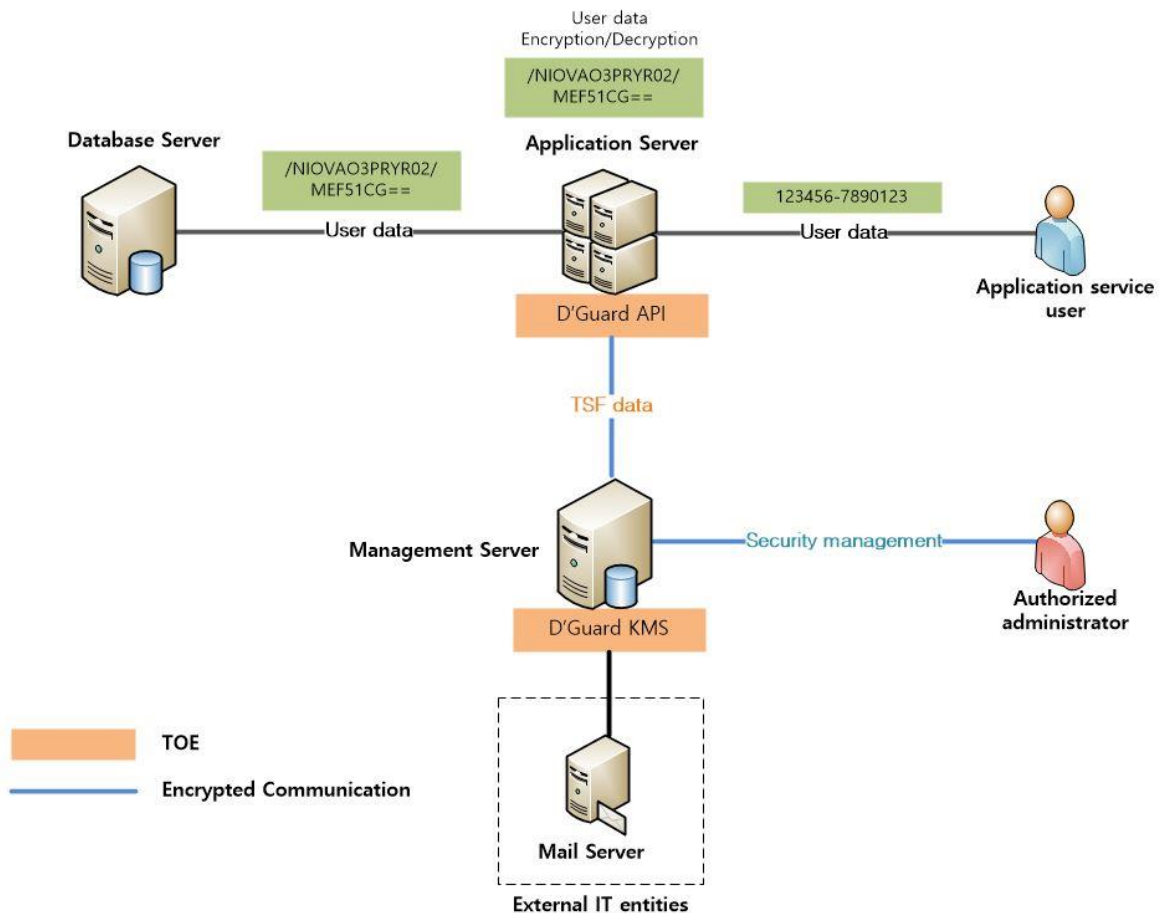 User data
Encryption/Decryption
/NIOVAO3PRYR02/
MEF51CG==
Database Server
Application Server
/NIOVAO3PRYR02/
MEF51CG==
123456-7890123
User data
User data
Application service
user
D'Guard API
TSF data
Management Server
Security management
Authorized
administrator
D'Guard KMS
TOE
Encrypted Communication
Mail Server
External IT entities